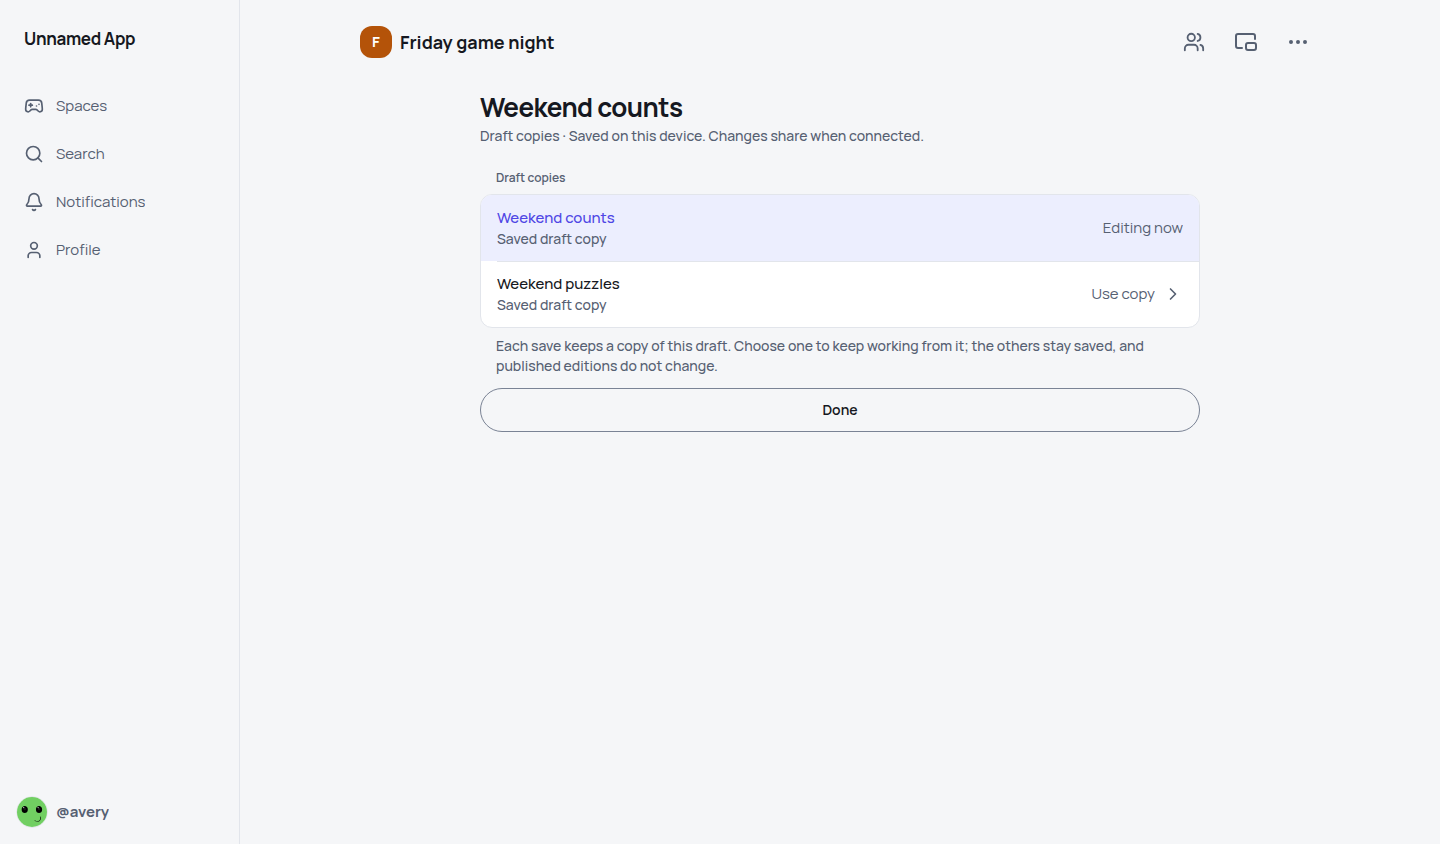 Unnamed App
Spaces
Search
Notifications
Profile
@avery
F
Friday game night
Weekend counts
Draft copies · Saved on this device. Changes share when connected.
Draft copies
Weekend counts
Saved draft copy
Editing now
Weekend puzzles
Saved draft copy
Use copy
Each save keeps a copy of this draft. Choose one to keep working from it; the others stay saved, and
published editions do not change.
Done